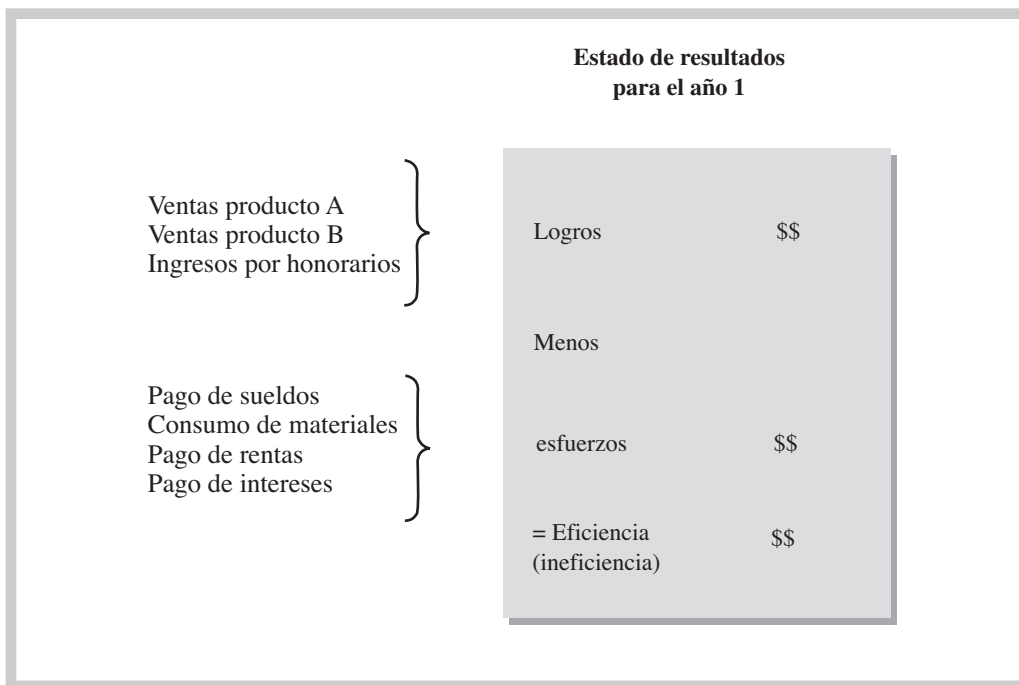 Estado de resultados
para el año 1
Ventas producto A
Ventas producto B
Ingresos por honorarios
Logros $$
Menos
Pago de sueldos
Consumo de materiales
Pago de rentas
Pago de intereses
esfuerzos $$
= Eficiencia $$
(ineficiencia)